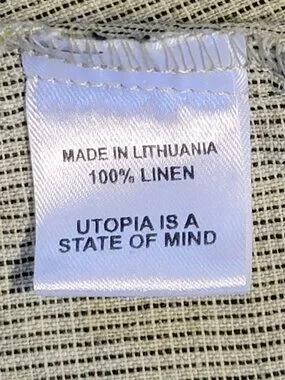 MADE IN LITHUANIA
100% LINEN
UTOPIA IS A
STATE OF MIND